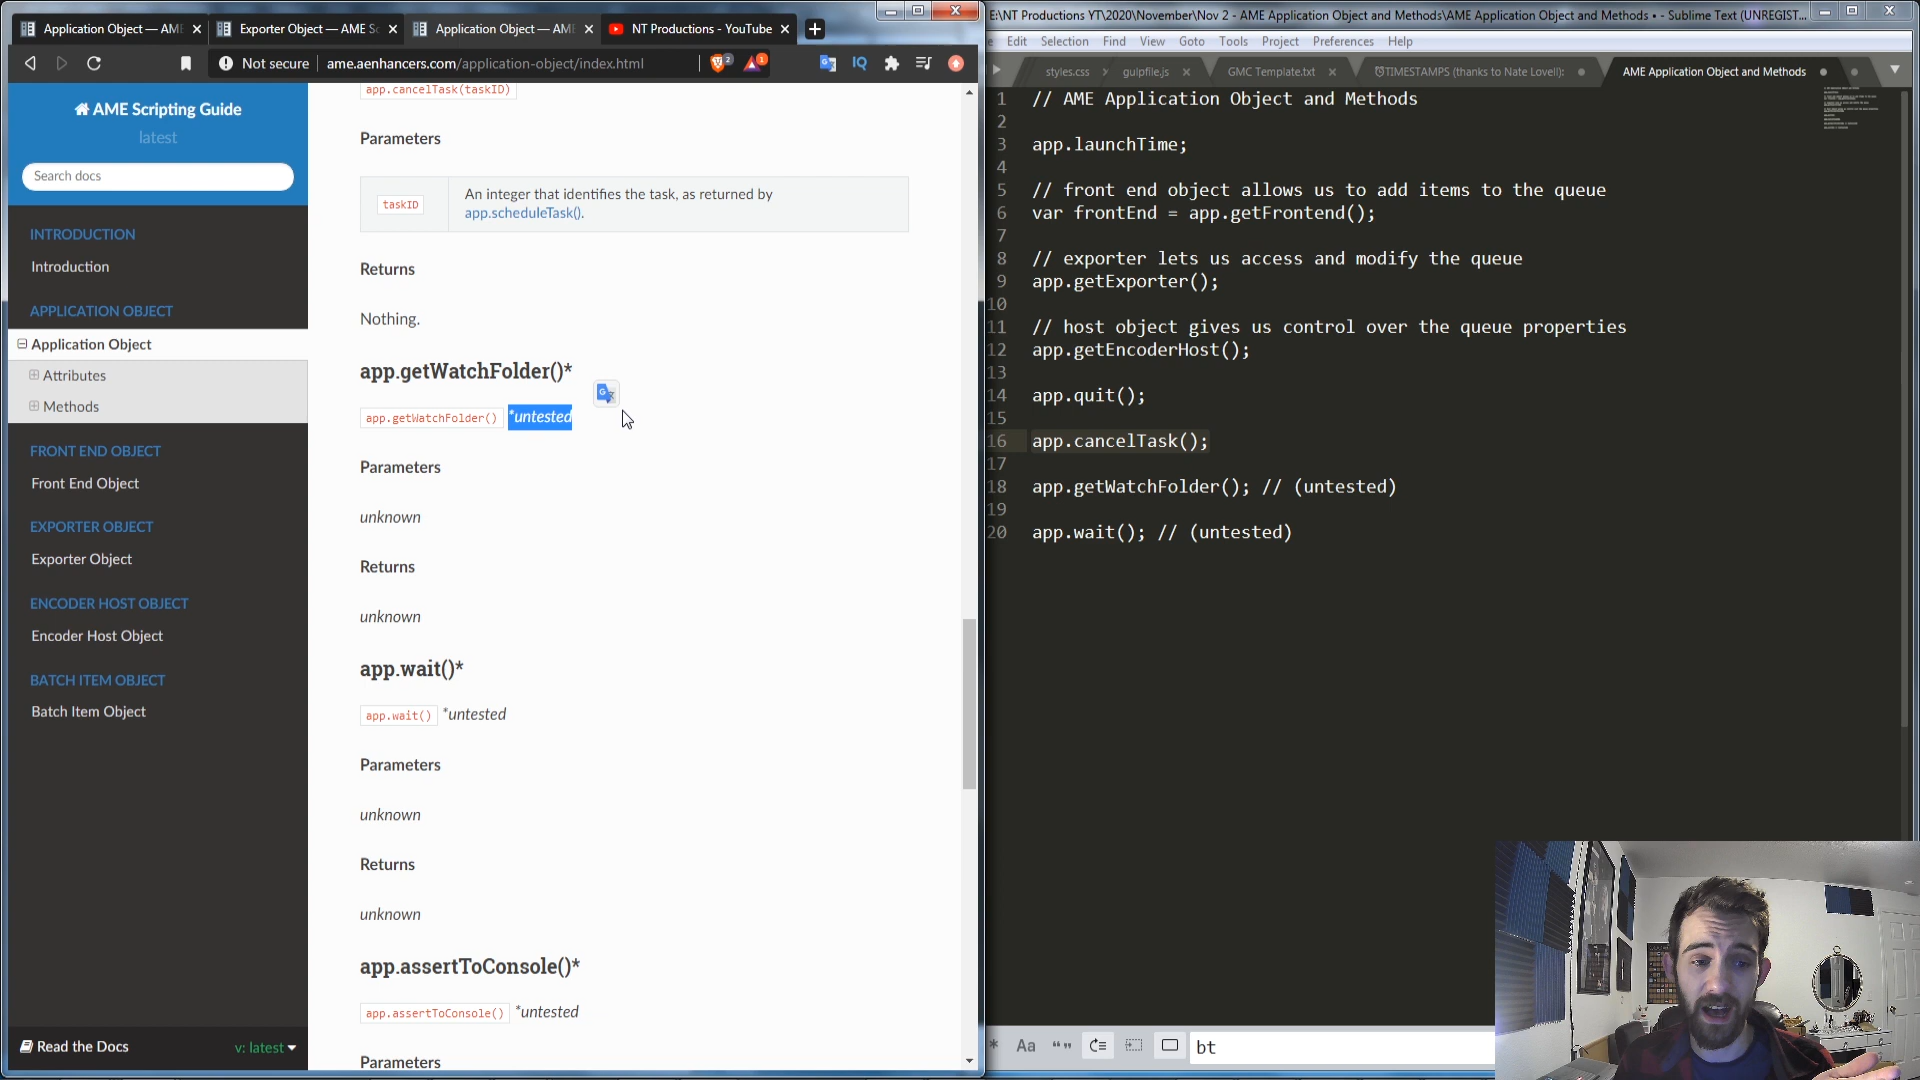 Application Object — AME
Exporter Object — AME Sc
Application Object — AME
NT Productions - YouTube
Not secure
ame.aenhancers.com/application-object/index.html
2
1
IQ
AME Scripting Guide
latest
Search docs
INTRODUCTION
Introduction
APPLICATION OBJECT
Application Object
Attributes
Methods
FRONT END OBJECT
Front End Object
EXPORTER OBJECT
Exporter Object
ENCODER HOST OBJECT
Encoder Host Object
BATCH ITEM OBJECT
Batch Item Object
Read the Docs
v: latest
app.cancelTask(taskID)
Parameters
taskID
An integer that identifies the task, as returned by
app.scheduleTask().
Returns
Nothing.
app.getWatchFolder()*
app.getWatchFolder() *untested
Parameters
unknown
Returns
unknown
app.wait()*
app.wait() *untested
Parameters
unknown
Returns
unknown
app.assertToConsole()*
app.assertToConsole() *untested
Parameters
E:\NT Productions YT\2020\November\Nov 2 - AME Application Object and Methods\AME Application Object and Methods • - Sublime Text (UNREGIST...
Edit Selection Find View Goto Tools Project Preferences Help
styles.css
gulpfile.js
GMC Template.txt
TIMESTAMPS (thanks to Nate Lovell):
AME Application Object and Methods
1 // AME Application Object and Methods
2
3 app.launchTime;
4
5 // front end object allows us to add items to the queue
6 var frontEnd = app.getFrontend();
7
8 // exporter lets us access and modify the queue
9 app.getExporter();
10
11 // host object gives us control over the queue properties
12 app.getEncoderHost();
13
14 app.quit();
15
16 app.cancelTask();
17
18 app.getWatchFolder(); // (untested)
19
20 app.wait(); // (untested)
.* Aa “” bt